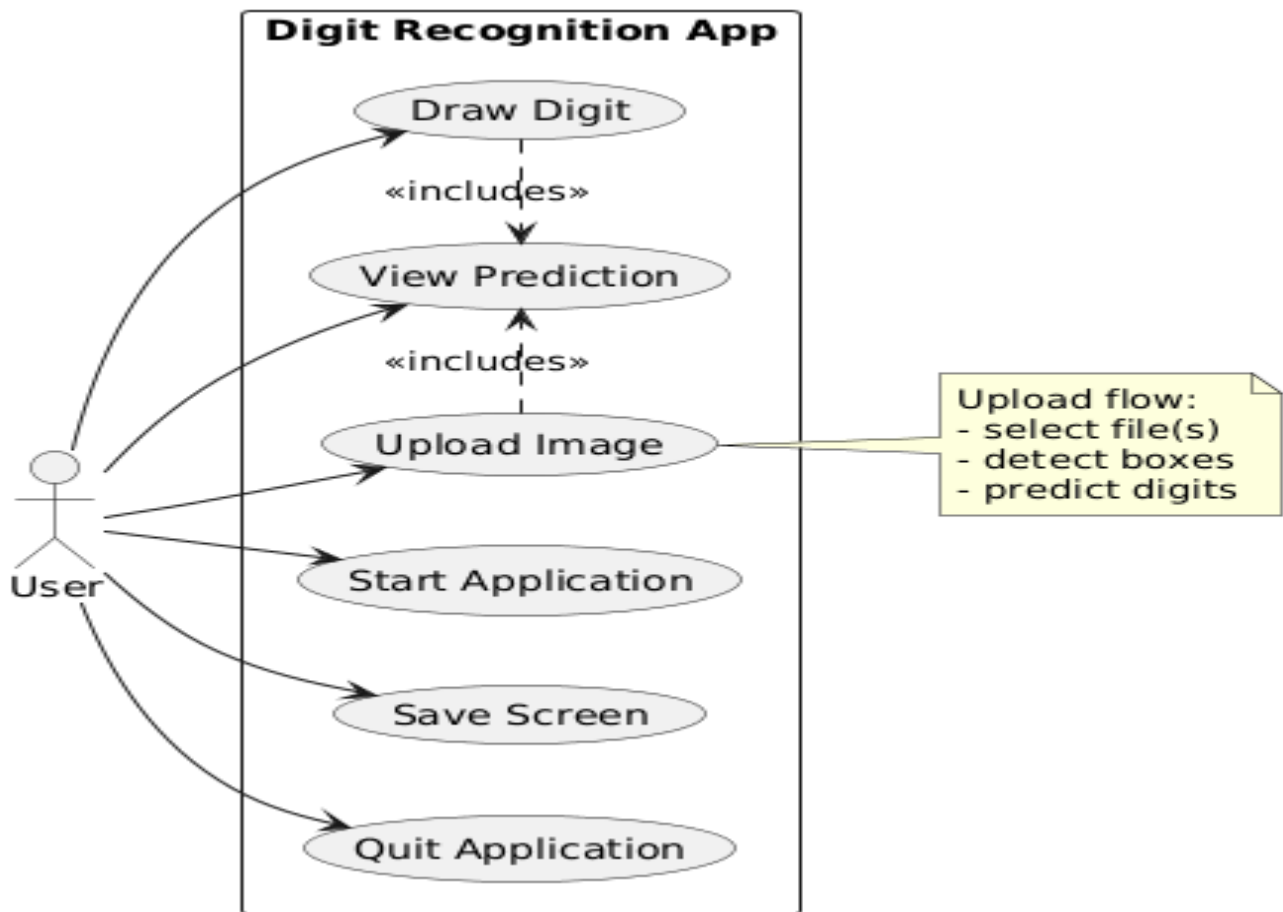 Digit Recognition App
Draw Digit
«includes»
View Prediction
«includes»
Upload Image
Upload flow:
- select file(s)
- detect boxes
- predict digits
Start Application
User
Save Screen
Quit Application